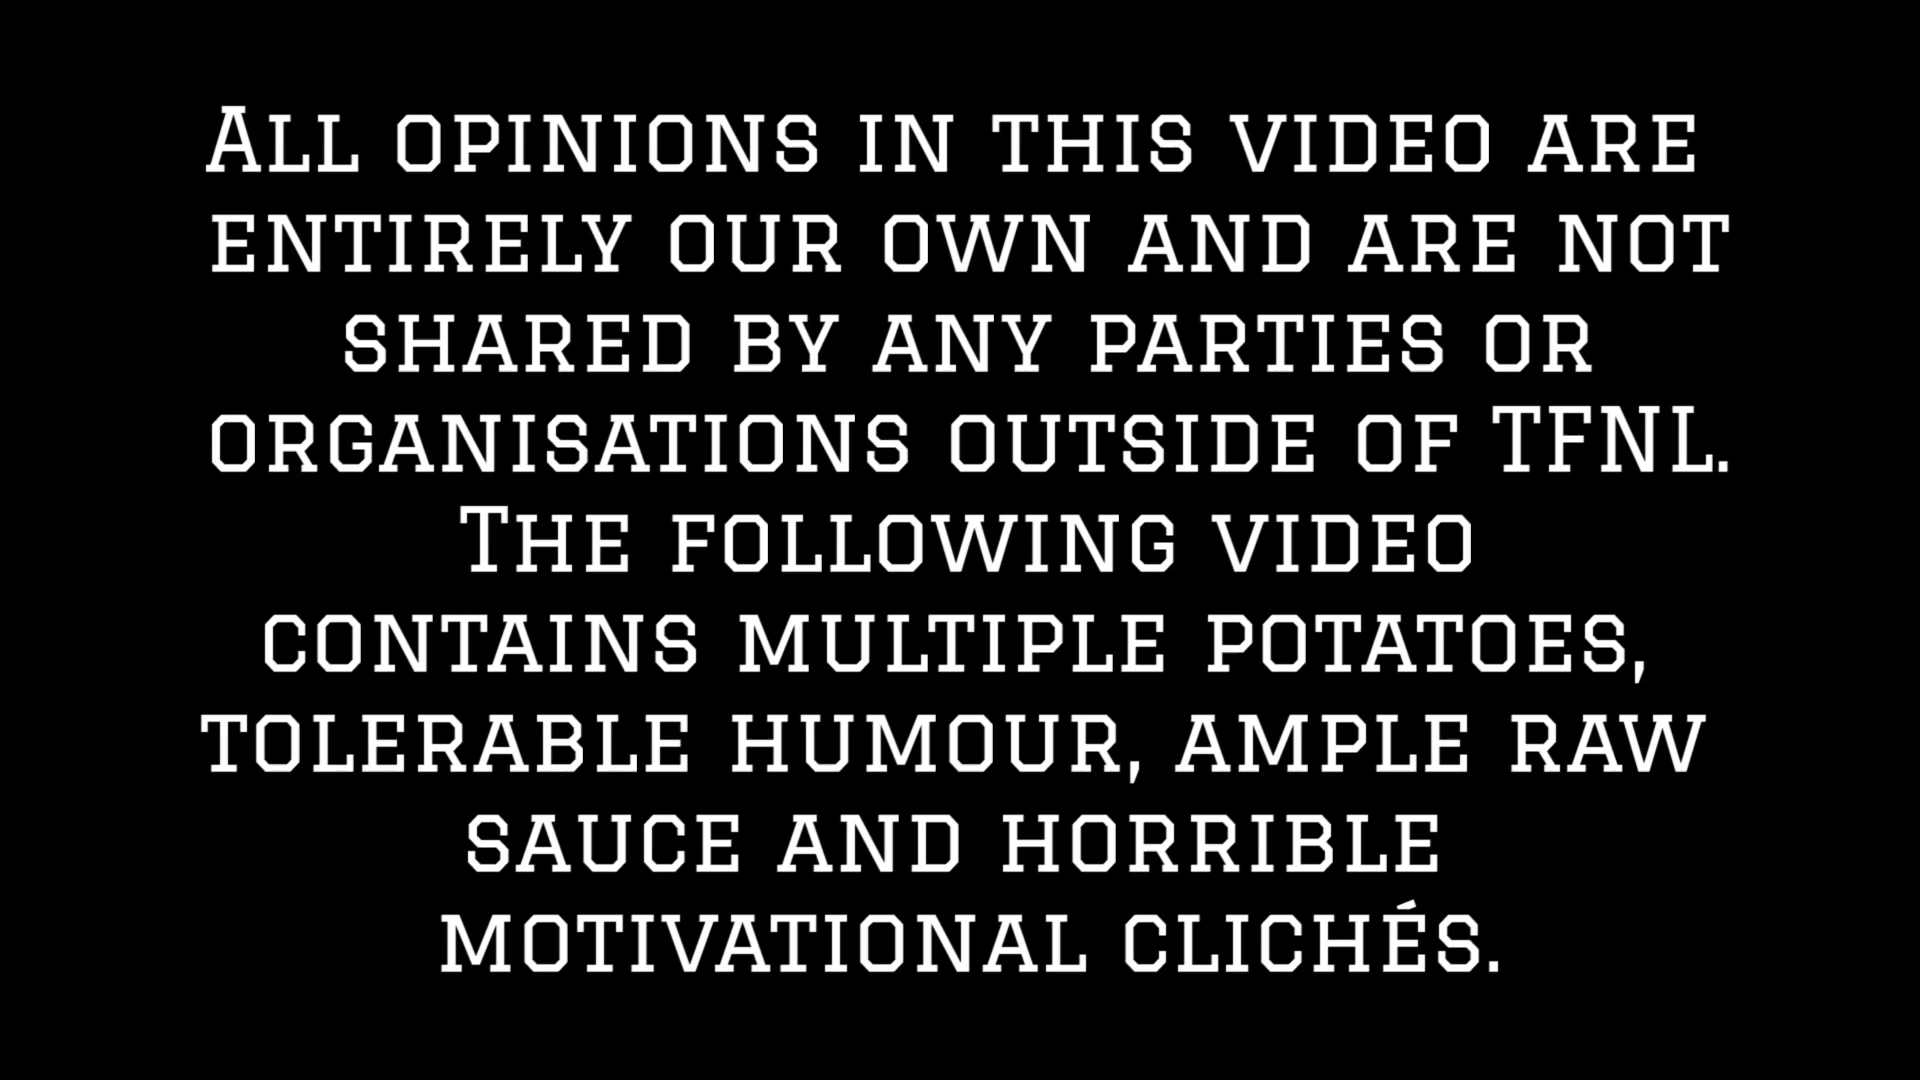 All opinions in this video are
entirely our own and are not
shared by any parties or
organisations outside of TFNL.
The following video
contains multiple potatoes,
tolerable humour, ample raw
sauce and horrible
motivational clichés.